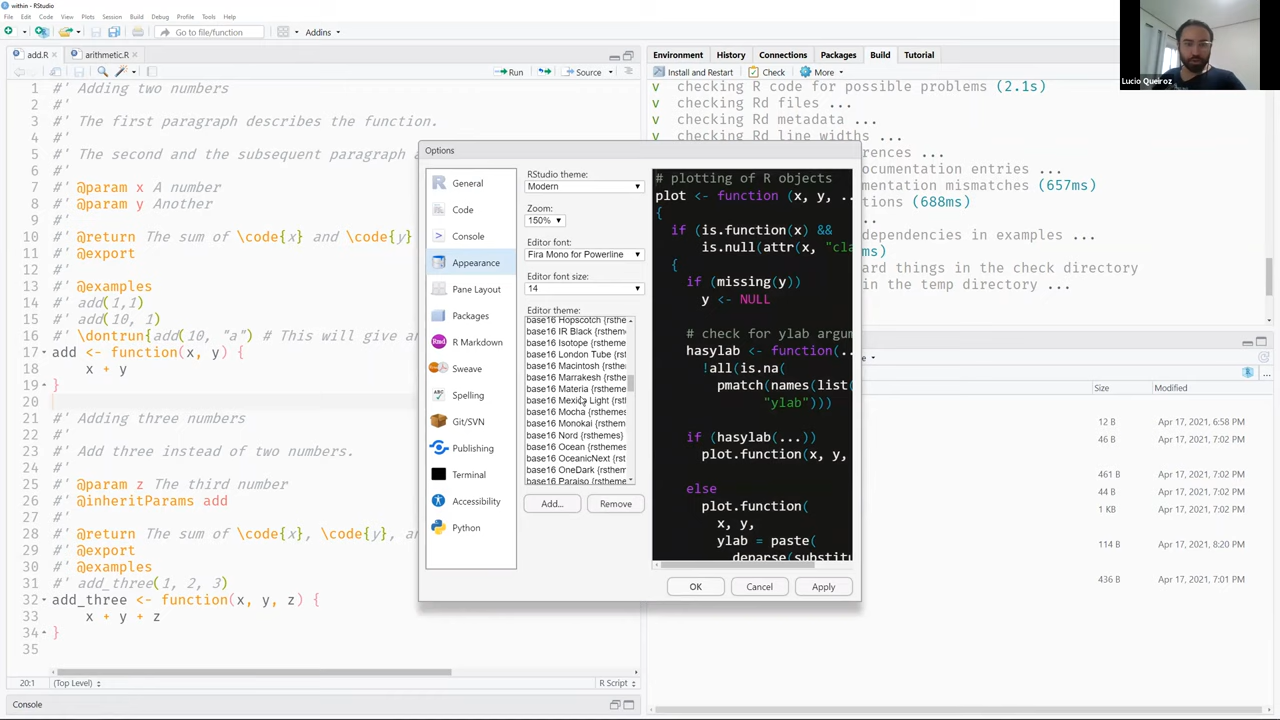 within - RStudio
File Edit Code View Plots Session Build Debug Profile Tools Help
Go to file/function Addins
add.R arithmetic.R
Run Source
1 #' Adding two numbers
2 #'
3 #' The first paragraph describes the function.
4 #'
5 #' The second and the subsequent paragraph
6 #'
7 #' @param x A number
8 #' @param y Another
9 #'
10 #' @return The sum of \code{x} and \code{y}
11 #' @export
12 #'
13 #' @examples
14 #' add(1,1)
15 #' add(10, 1)
16 #' \dontrun{add(10, "a") # This will give an
17 add <- function(x, y) {
18 x + y
19 }
20
21 #' Adding three numbers
22 #'
23 #' Add three instead of two numbers.
24 #'
25 #' @param z The third number
26 #' @inheritParams add
27 #'
28 #' @return The sum of \code{x}, \code{y},
29 #' @export
30 #' @examples
31 #' add_three(1, 2, 3)
32 add_three <- function(x, y, z) {
33 x + y + z
34 }
35
20:1 (Top Level) R Script
Console
Options
General
Code
Console
Appearance
Pane Layout
Packages
R Markdown
Sweave
Spelling
Git/SVN
Publishing
Terminal
Accessibility
Python
RStudio theme:
Modern
Zoom:
150%
Editor font:
Fira Mono for Powerline
Editor font size:
14
Editor theme:
base16 Hopscotch {rsthem
base16 IR Black {rstheme
base16 Isotope {rstheme
base16 London Tube {rst
base16 Macintosh {rsthem
base16 Marrakesh {rsthe
base16 Materia {rstheme
base16 Mexico Light {rst
base16 Mocha {rstheme
base16 Monokai {rsthem
base16 Nord {rsthemes}
base16 Ocean {rsthemes
base16 OceanicNext {rst
base16 OneDark {rstheme
base16 Paraiso {rstheme
Add... Remove
# plotting of R objects
plot <- function (x, y, ..
{
if (is.function(x) &&
is.null(attr(x, "cla
{
if (missing(y))
y <- NULL
# check for ylab argum
hasylab <- function(..
!all(is.na(
pmatch(names(list(
"ylab")))
if (hasylab(...))
plot.function(x, y,
else
plot.function(
x, y,
ylab = paste(
deparse(substitu
OK Cancel Apply
Environment History Connections Packages Build Tutorial
Install and Restart Check More
checking R code for possible problems (2.1s)
v checking Rd files ...
v checking Rd metadata ...
v checking Rd line widths ...
erences ...
documentation entries ...
mentation mismatches (657ms)
tions (688ms)
..
dependencies in examples ...
ms)
ard things in the check directory
in the temp directory ...
Size Modified
12 B Apr 17, 2021, 6:58 PM
46 B Apr 17, 2021, 7:02 PM
461 B Apr 17, 2021, 7:02 PM
44 B Apr 17, 2021, 7:02 PM
1 KB Apr 17, 2021, 7:02 PM
114 B Apr 17, 2021, 8:20 PM
436 B Apr 17, 2021, 7:01 PM
Lucio Queiroz